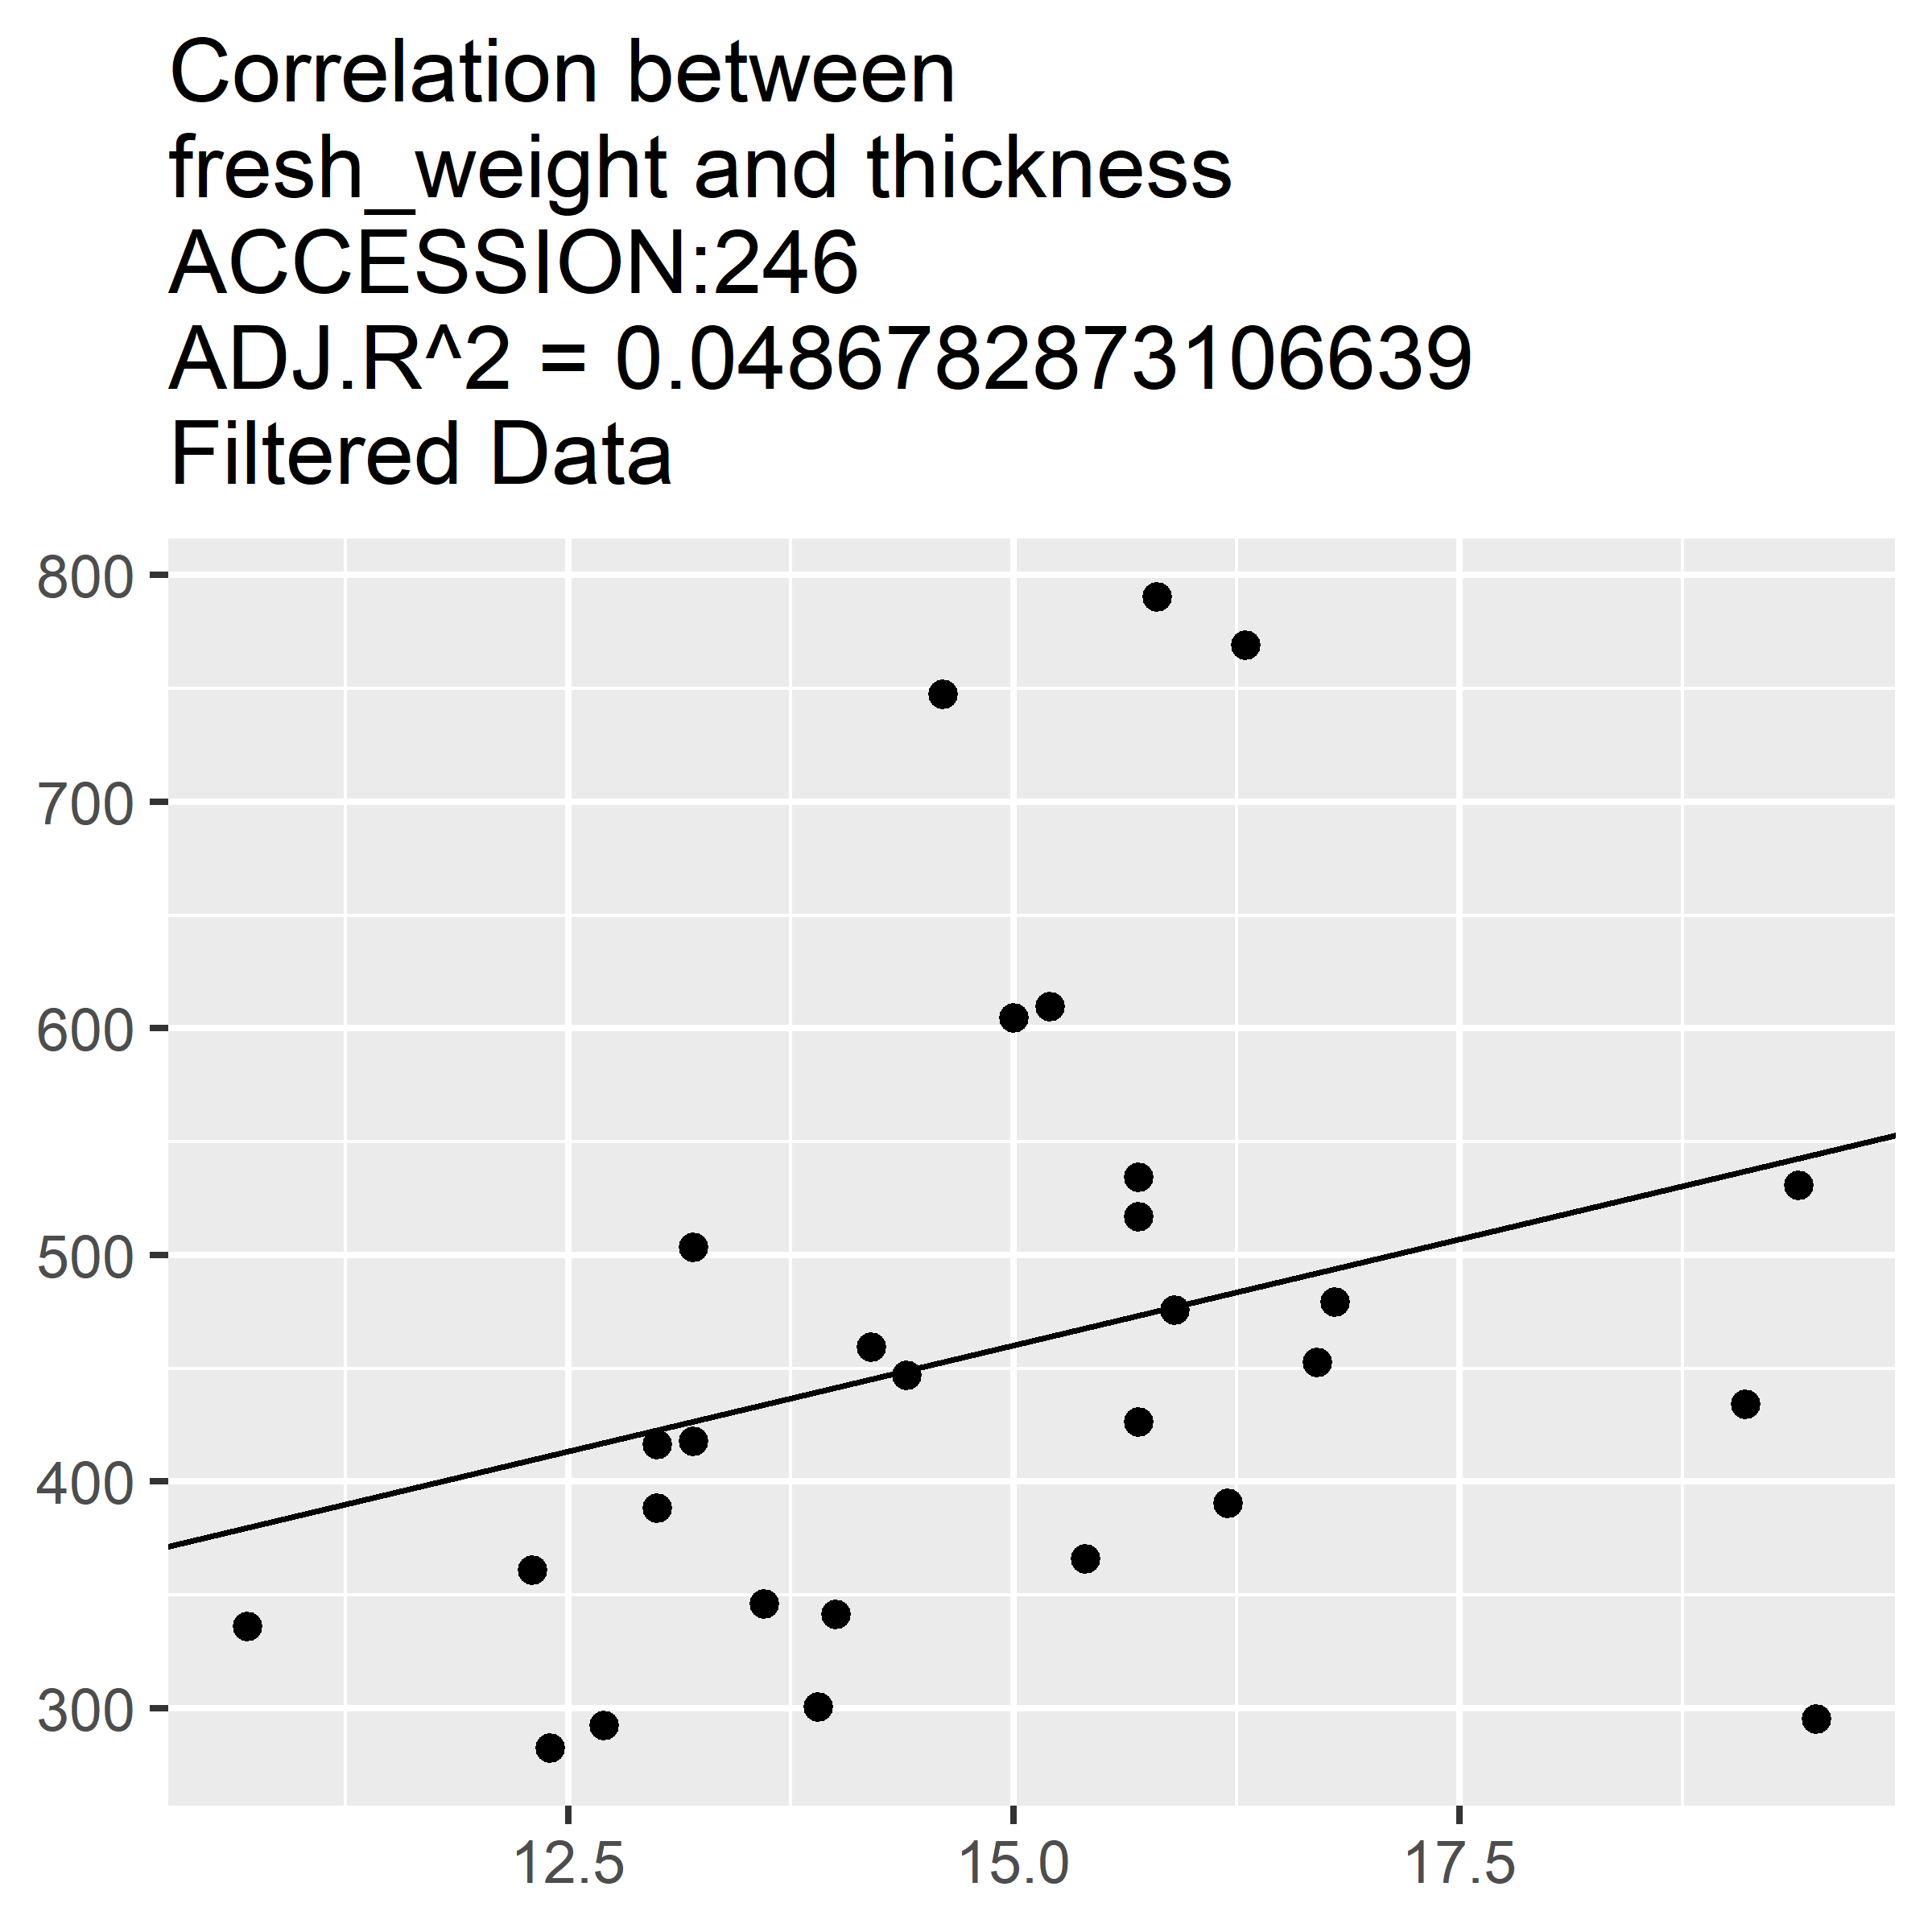 Correlation between
fresh_weight and thickness
ACCESSION:246
ADJ.R^2 = 0.0486782873106639
Filtered Data
800
700
600
500
400
300
12.5 15.0 17.5